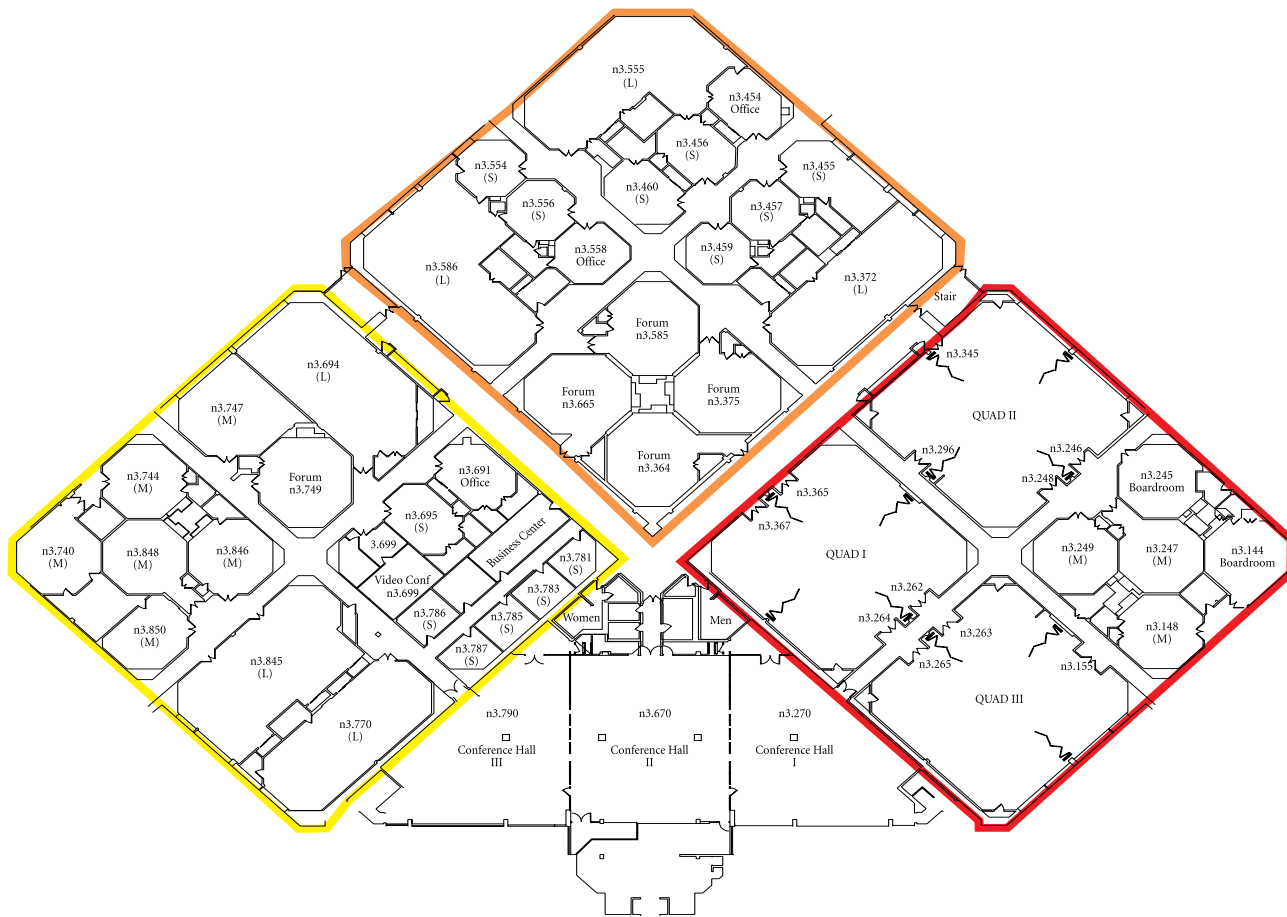 n3.555
(L)
n3.454
Office
n3.456
(S)
n3.554
(S)
n3.460
(S)
n3.455
(S)
n3.556
(S)
n3.457
(S)
n3.558
Office
n3.459
(S)
n3.586
(L)
n3.372
(L)
Forum
n3.585
Forum
n3.665
Forum
n3.375
Forum
n3.364
Stair
n3.694
(L)
n3.747
(M)
n3.744
(M)
Forum
n3.749
n3.691
Office
n3.695
(S)
3.699
Business Center
Video Conf
n3.699
n3.740
(M)
n3.848
(M)
n3.846
(M)
n3.781
(S)
n3.783
(S)
n3.786
(S)
n3.785
(S)
n3.787
(S)
n3.850
(M)
n3.845
(L)
n3.770
(L)
Women
Men
n3.345
QUAD II
n3.296
n3.246
n3.248
n3.365
n3.367
QUAD I
n3.245
Boardroom
n3.249
(M)
n3.247
(M)
n3.144
Boardroom
n3.148
(M)
n3.262
n3.264
n3.263
n3.265
n3.155
QUAD III
n3.790
Conference Hall
III
n3.670
Conference Hall
II
n3.270
Conference Hall
I